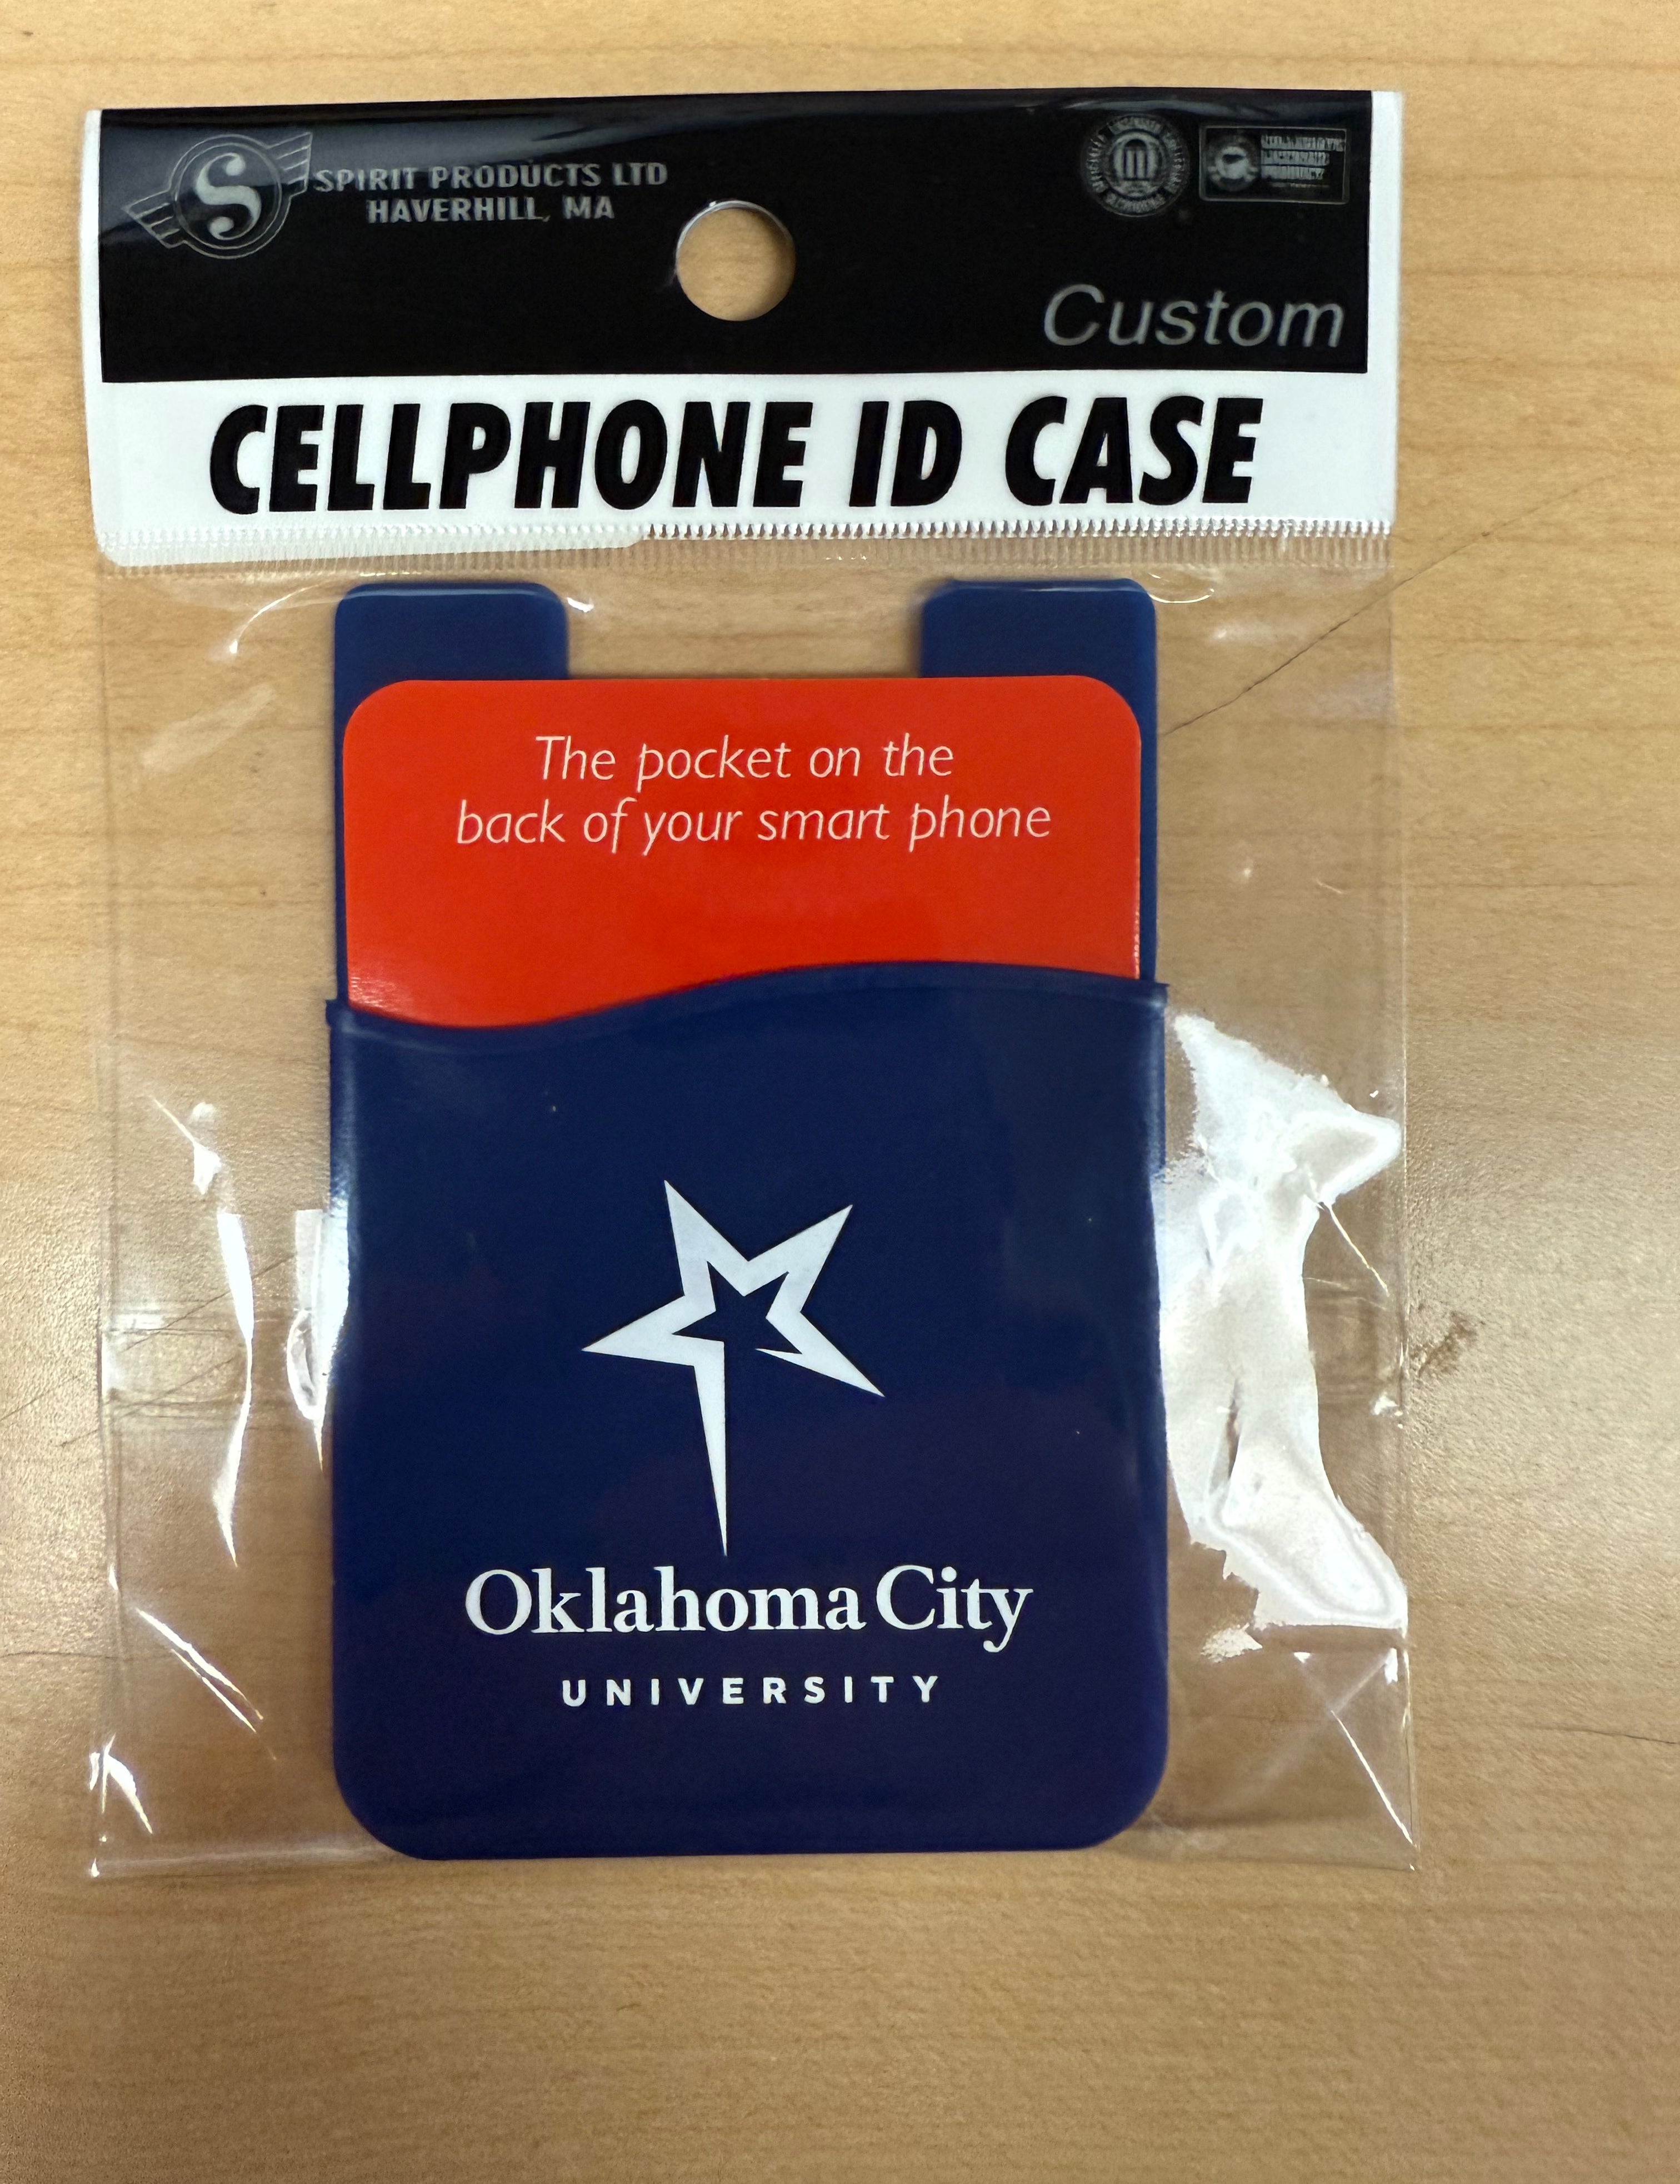 S
SPIRIT PRODUCTS LTD
HAVERHILL, MA
Custom
CELLPHONE ID CASE
The pocket on the
back of your smart phone
Oklahoma City
UNIVERSITY